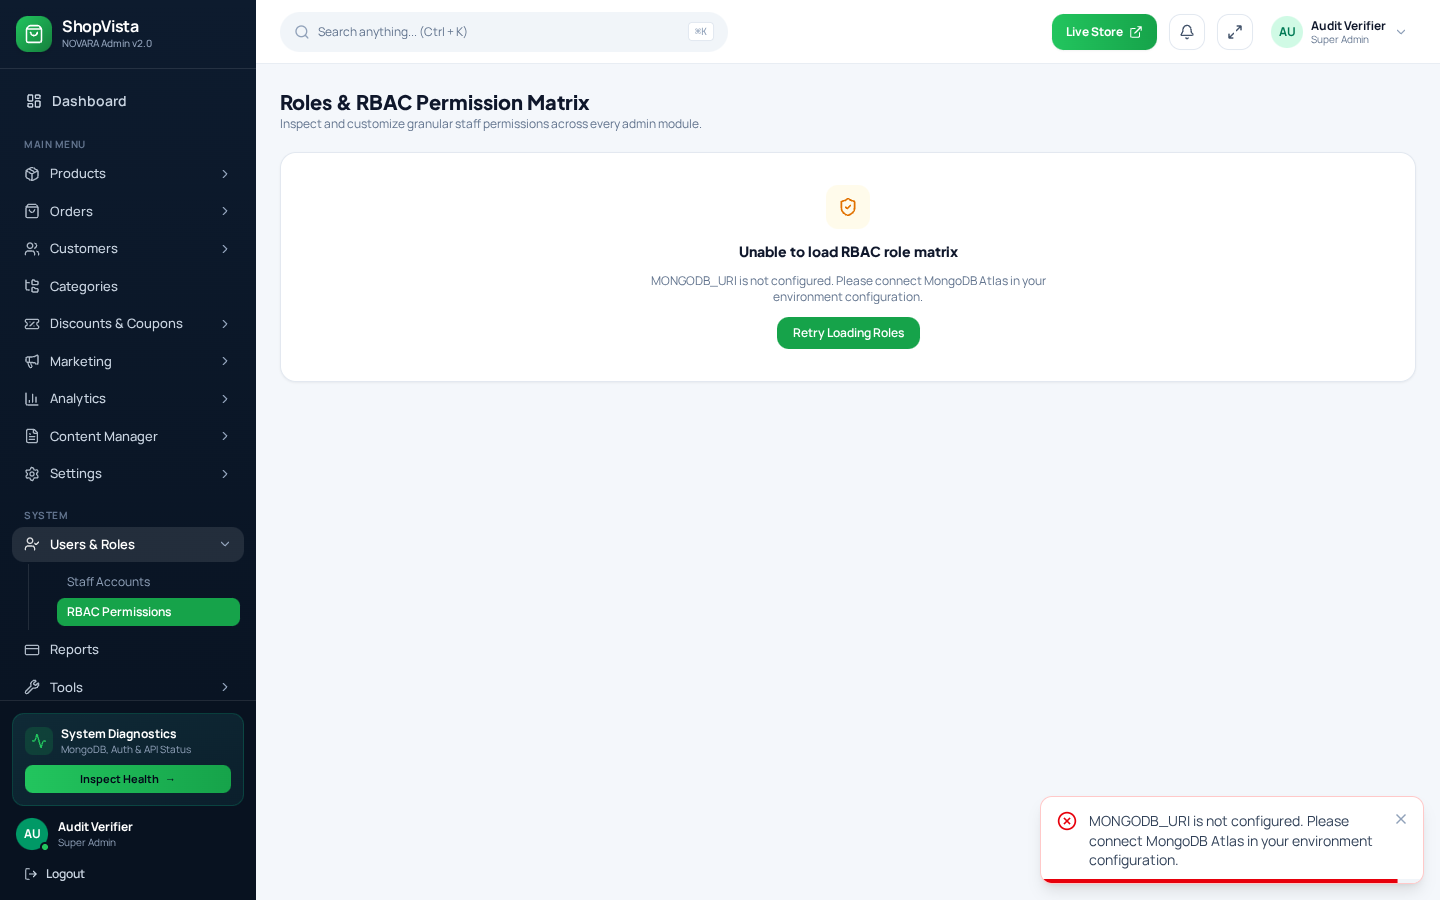 ShopVista
NOVARA Admin v2.0
Dashboard
MAIN MENU
Products
Orders
Customers
Categories
Discounts & Coupons
Marketing
Analytics
Content Manager
Settings
SYSTEM
Users & Roles
Staff Accounts
RBAC Permissions
Reports
Tools
System Diagnostics
MongoDB, Auth & API Status
Inspect Health →
AU
Audit Verifier
Super Admin
Logout
Search anything... (Ctrl + K)
⌘K
Live Store
AU
Audit Verifier
Super Admin
Roles & RBAC Permission Matrix
Inspect and customize granular staff permissions across every admin module.
Unable to load RBAC role matrix
MONGODB_URI is not configured. Please connect MongoDB Atlas in your
environment configuration.
Retry Loading Roles
MONGODB_URI is not configured. Please
connect MongoDB Atlas in your environment
configuration.